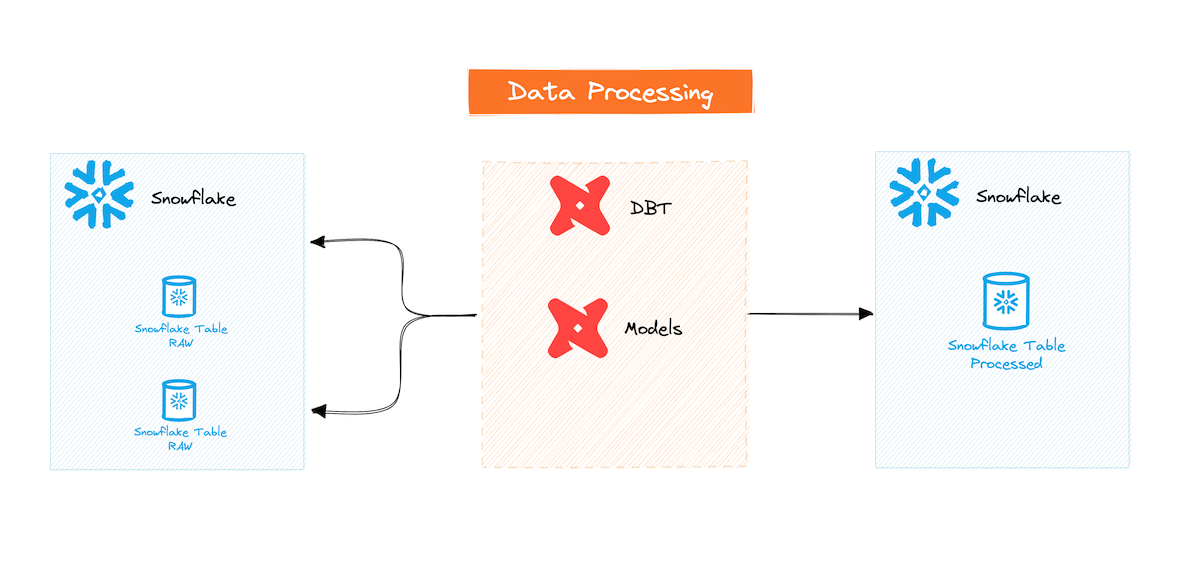 Data Processing
Snowflake
Snowflake Table
RAW
Snowflake Table
RAW
DBT
Models
Snowflake
Snowflake Table
Processed